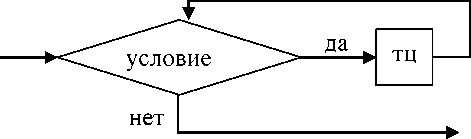 да
условие
тц
нет